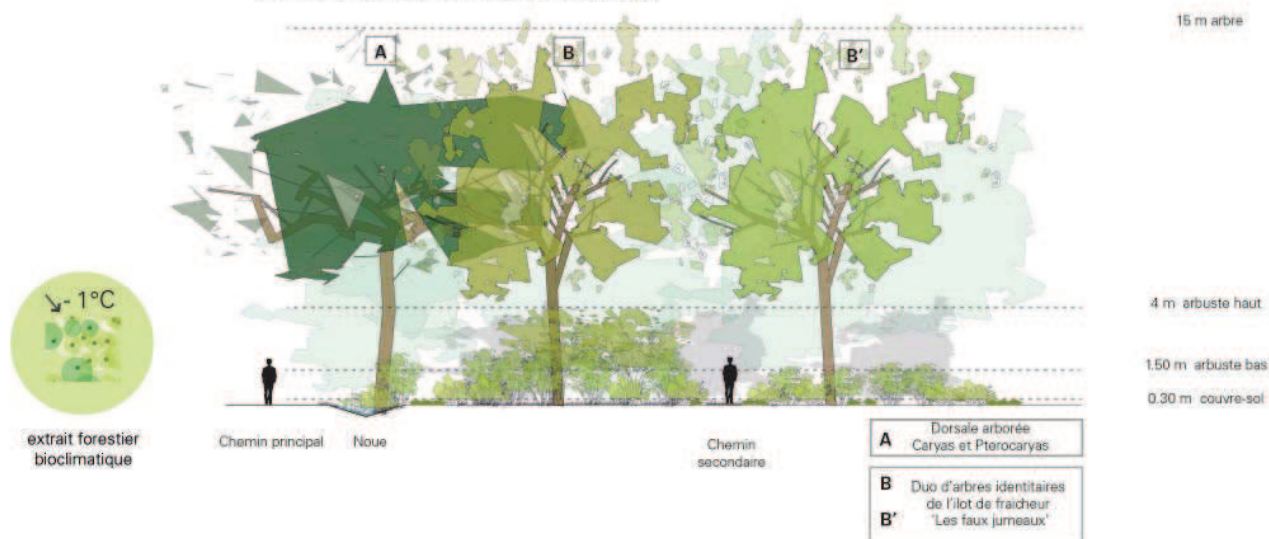 15 m arbre
A
B
B'
↘- 1°C
4 m arbuste haut
1.50 m arbuste bas
0.30 m couvre-sol
extrait forestier
bioclimatique
Chemin principal
Noue
Chemin
secondaire
A
Dorsale arborée
Caryas et Pterocaryas
B
Duo d'arbres identitaires
de l'ilot de fraicheur
B'
'Les faux jumeaux'